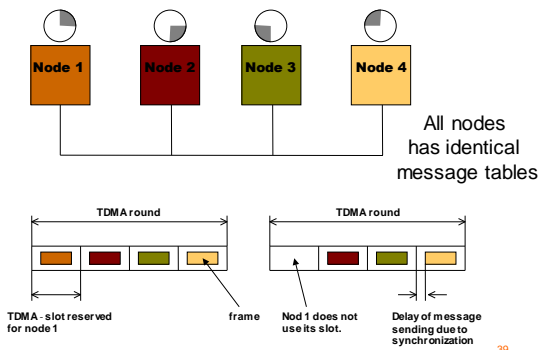 Node 1
Node 2
Node 3
Node 4
All nodes
has identical
message tables
TDMA round
TDMA round
TDMA - slot reserved
for node 1
frame
Nod 1 does not
use its slot.
Delay of message
sending due to
synchronization
39